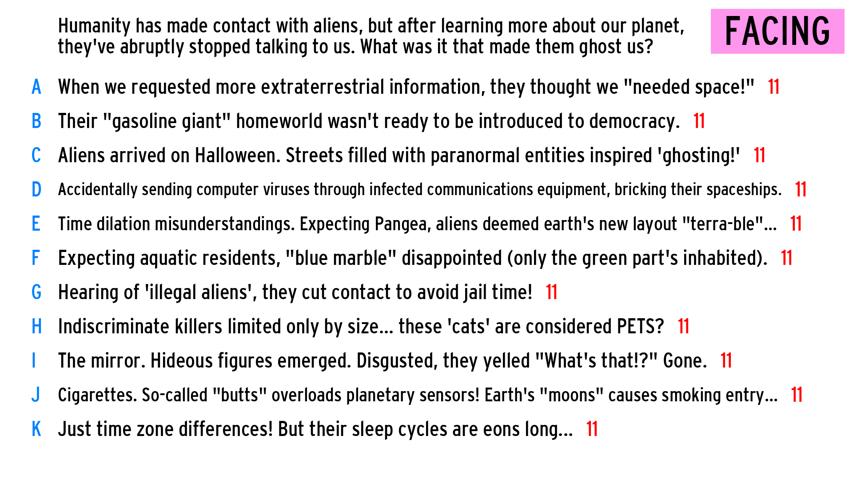 Humanity has made contact with aliens, but after learning more about our planet,
they've abruptly stopped talking to us. What was it that made them ghost us?
FACING
A When we requested more extraterrestrial information, they thought we "needed space!" 11
B Their "gasoline giant" homeworld wasn't ready to be introduced to democracy. 11
C Aliens arrived on Halloween. Streets filled with paranormal entities inspired 'ghosting!' 11
D Accidentally sending computer viruses through infected communications equipment, bricking their spaceships. 11
E Time dilation misunderstandings. Expecting Pangea, aliens deemed earth's new layout "terra-ble"... 11
F Expecting aquatic residents, "blue marble" disappointed (only the green part's inhabited). 11
G Hearing of 'illegal aliens', they cut contact to avoid jail time! 11
H Indiscriminate killers limited only by size... these 'cats' are considered PETS? 11
I The mirror. Hideous figures emerged. Disgusted, they yelled "What's that!?" Gone. 11
J Cigarettes. So-called "butts" overloads planetary sensors! Earth's "moons" causes smoking entry... 11
K Just time zone differences! But their sleep cycles are eons long... 11